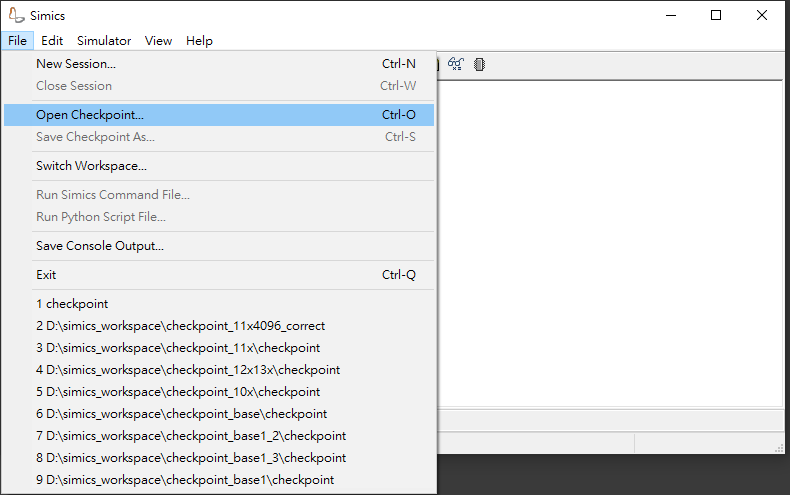 Simics
File Edit Simulator View Help
New Session... Ctrl-N
Close Session Ctrl-W
Open Checkpoint... Ctrl-O
Save Checkpoint As... Ctrl-S
Switch Workspace...
Run Simics Command File...
Run Python Script File...
Save Console Output...
Exit Ctrl-Q
1 checkpoint
2 D:\simics_workspace\checkpoint_11x4096_correct
3 D:\simics_workspace\checkpoint_11x\checkpoint
4 D:\simics_workspace\checkpoint_12x13x\checkpoint
5 D:\simics_workspace\checkpoint_10x\checkpoint
6 D:\simics_workspace\checkpoint_base\checkpoint
7 D:\simics_workspace\checkpoint_base1_2\checkpoint
8 D:\simics_workspace\checkpoint_base1_3\checkpoint
9 D:\simics_workspace\checkpoint_base1\checkpoint